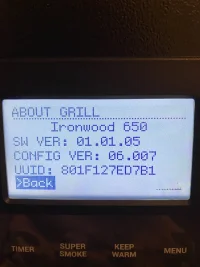 ABOUT GRILL
Ironwood 650
SW VER: 01.01.05
CONFIG VER: 06.007
UUID: 801F127ED7B1
>Back
TIMER
SUPER SMOKE
KEEP WARM
MENU